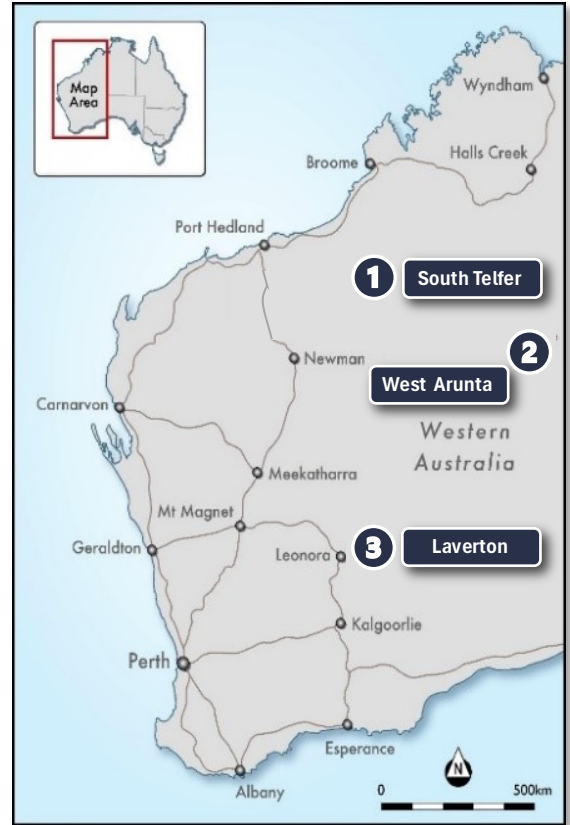 Map
Area
Wyndham
Halls Creek
Broome
Port Hedland
1
South Telfer
2
Newman
West Arunta
Carnarvon
Western
Australia
Meekatharra
Mt Magnet
Geraldton
Leonora
3
Laverton
Kalgoorlie
Perth
Esperance
N
Albany
0
500km